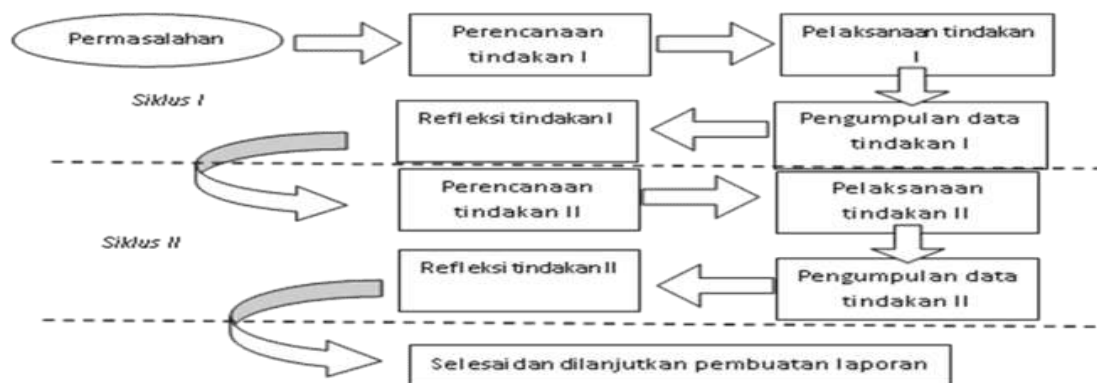 Permasalahan
Perencanaan
tindakan I
Pelaksanaan tindakan
I
Siklus I
Refleksi tindakan I
Pengumpulan data
tindakan I
Perencanaan
tindakan II
Pelaksanaan
tindakan II
Siklus II
Refleksi tindakan II
Pengumpulan data
tindakan II
Selesai dan dilanjutkan pembuatan laporan